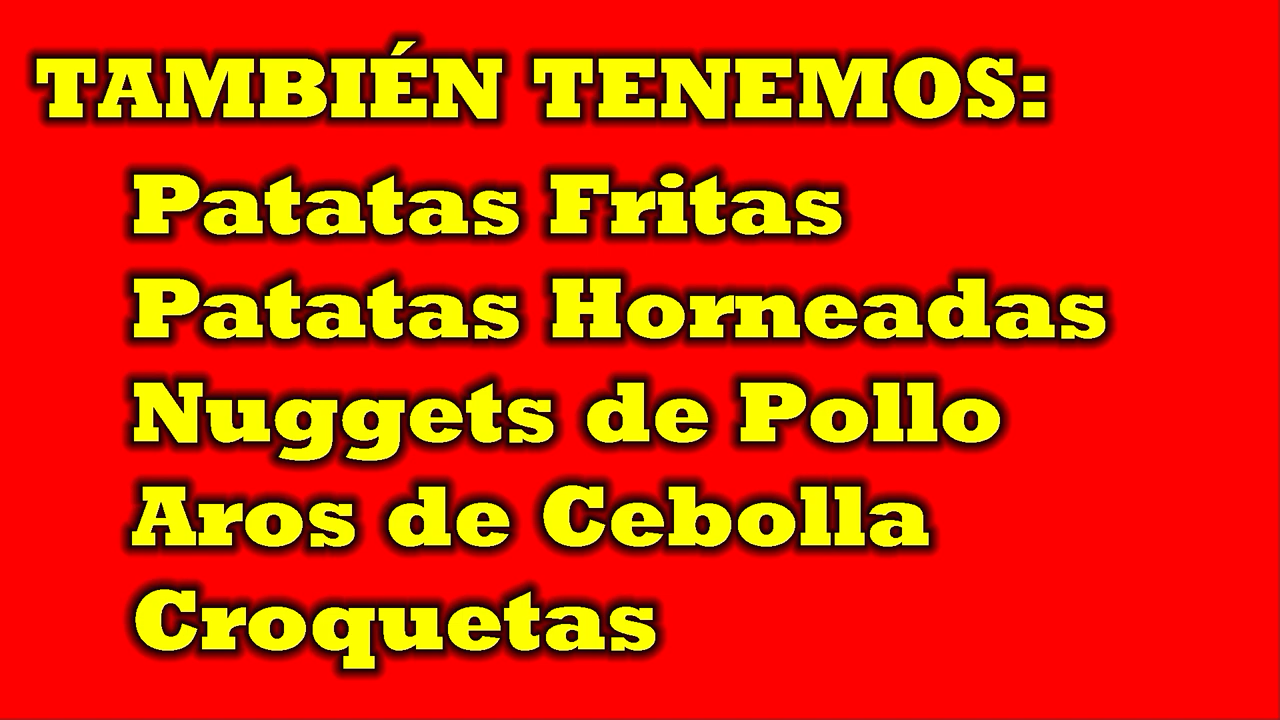 TAMBIÉN TENEMOS:
Patatas Fritas
Patatas Horneadas
Nuggets de Pollo
Aros de Cebolla
Croquetas